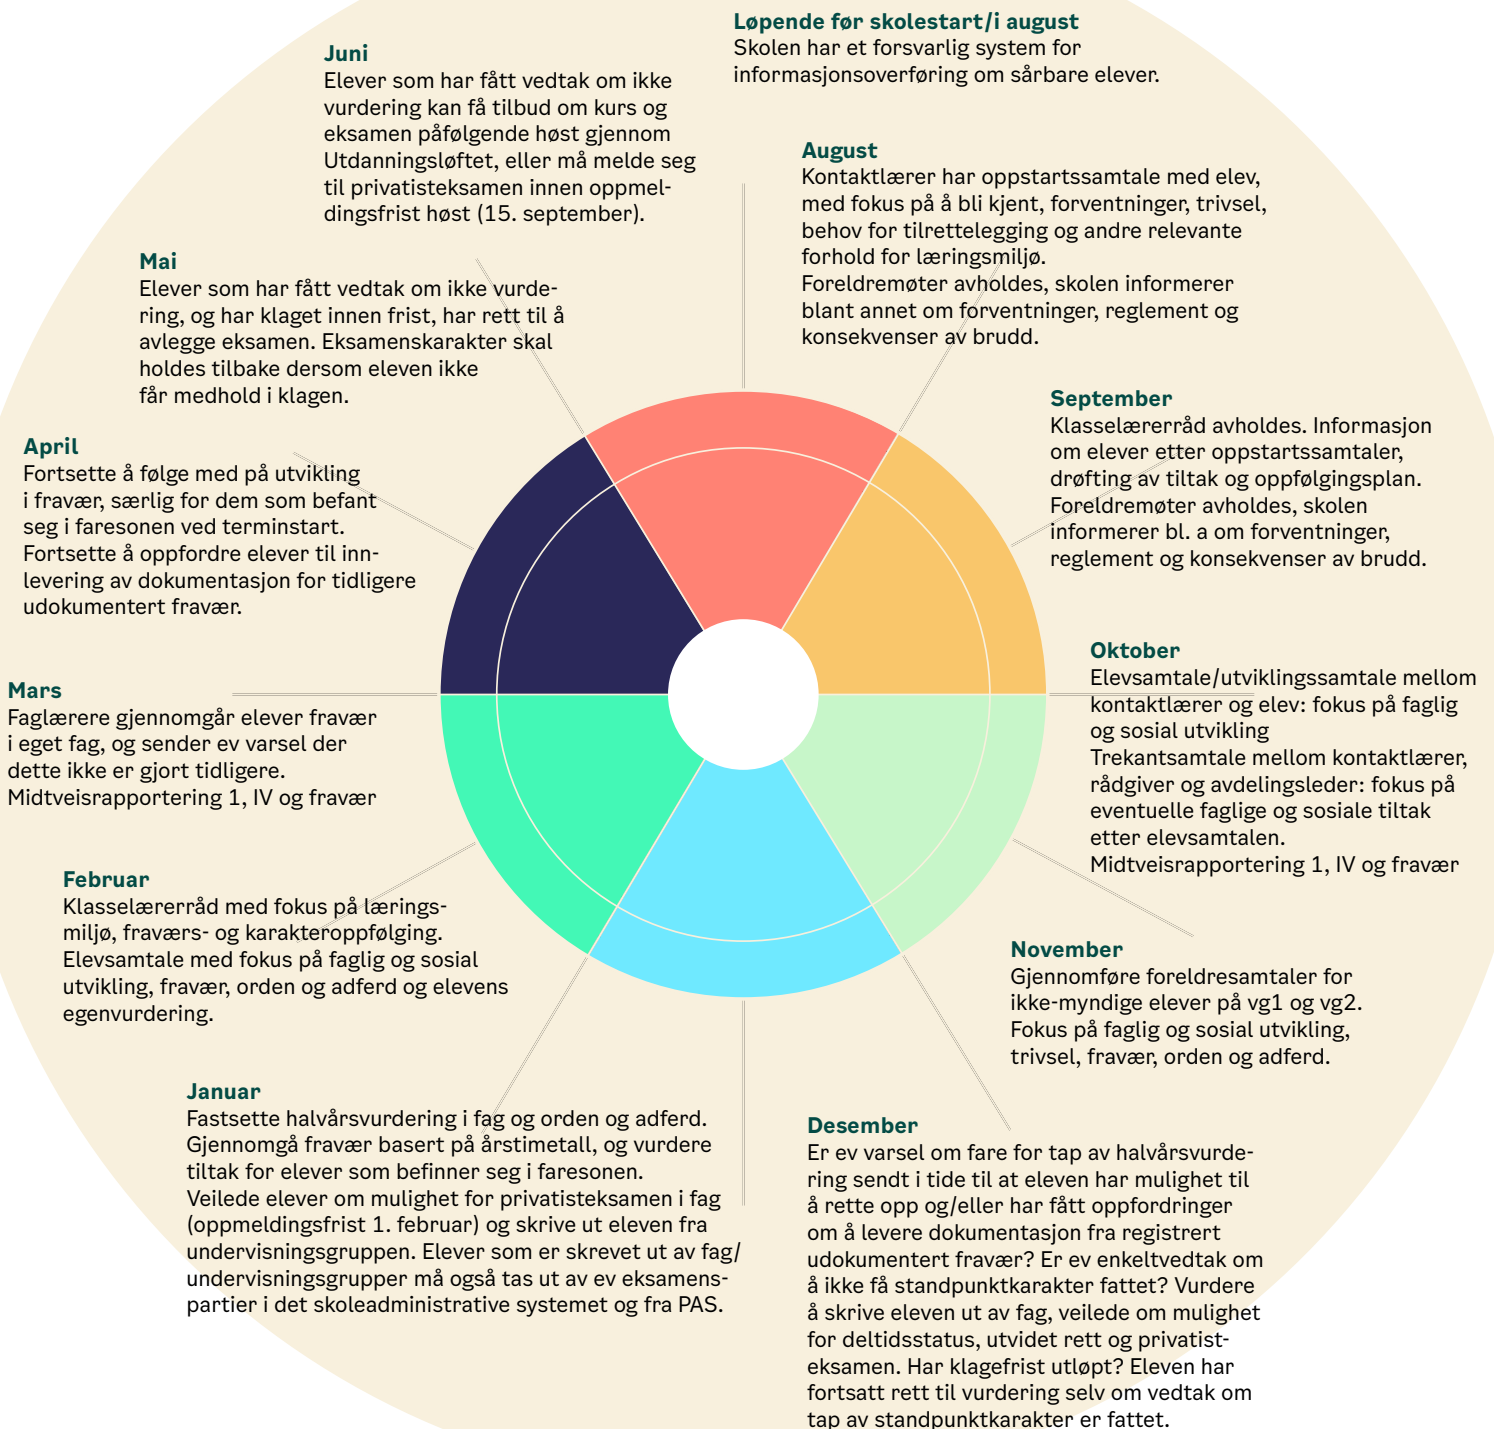 Løpende før skolestart/i august
Skolen har et forsvarlig system for
informasjonsoverføring om sårbare elever.
August
Kontaktlærer har oppstartssamtale med elev,
med fokus på å bli kjent, forventninger, trivsel,
behov for tilrettelegging og andre relevante
forhold for læringsmiljø.
Foreldremøter avholdes, skolen informerer
blant annet om forventninger, reglement og
konsekvenser av brudd.
September
Klasselærerråd avholdes. Informasjon
om elever etter oppstartssamtaler,
drøfting av tiltak og oppfølgingsplan.
Foreldremøter avholdes, skolen
informerer bl. a om forventninger,
reglement og konsekvenser av brudd.
Oktober
Elevsamtale/utviklingssamtale mellom
kontaktlærer og elev: fokus på faglig
og sosial utvikling
Trekantsamtale mellom kontaktlærer,
rådgiver og avdelingsleder: fokus på
eventuelle faglige og sosiale tiltak
etter elevsamtalen.
Midtveisrapportering 1, IV og fravær
November
Gjennomføre foreldresamtaler for
ikke-myndige elever på vg1 og vg2.
Fokus på faglig og sosial utvikling,
trivsel, fravær, orden og adferd.
Desember
Er ev varsel om fare for tap av halvårsvurde-
ring sendt i tide til at eleven har mulighet til
å rette opp og/eller har fått oppfordringer
om å levere dokumentasjon fra registrert
udokumentert fravær? Er ev enkeltvedtak om
å ikke få standpunktkarakter fattet? Vurdere
å skrive eleven ut av fag, veilede om mulighet
for deltidsstatus, utvidet rett og privatist-
eksamen. Har klagefrist utløpt? Eleven har
fortsatt rett til vurdering selv om vedtak om
tap av standpunktkarakter er fattet.
Januar
Fastsette halvårsvurdering i fag og orden og adferd.
Gjennomgå fravær basert på årstimetall, og vurdere
tiltak for elever som befinner seg i faresonen.
Veilede elever om mulighet for privatisteksamen i fag
(oppmeldingsfrist 1. februar) og skrive ut eleven fra
undervisningsgruppen. Elever som er skrevet ut av fag/
undervisningsgrupper må også tas ut av ev eksamens-
partier i det skoleadministrative systemet og fra PAS.
Februar
Klasselærerråd med fokus på lærings-
miljø, fraværs- og karakteroppfølging.
Elevsamtale med fokus på faglig og sosial
utvikling, fravær, orden og adferd og elevens
egenvurdering.
Mars
Faglærere gjennomgår elever fravær
i eget fag, og sender ev varsel der
dette ikke er gjort tidligere.
Midtveisrapportering 1, IV og fravær
April
Fortsette å følge med på utvikling
i fravær, særlig for dem som befant
seg i faresonen ved terminstart.
Fortsette å oppfordre elever til inn-
levering av dokumentasjon for tidligere
udokumentert fravær.
Mai
Elever som har fått vedtak om ikke vurde-
ring, og har klaget innen frist, har rett til å
avlegge eksamen. Eksamenskarakter skal
holdes tilbake dersom eleven ikke
får medhold i klagen.
Juni
Elever som har fått vedtak om ikke
vurdering kan få tilbud om kurs og
eksamen påfølgende høst gjennom
Utdanningsløftet, eller må melde seg
til privatisteksamen innen oppmel-
dingsfrist høst (15. september).